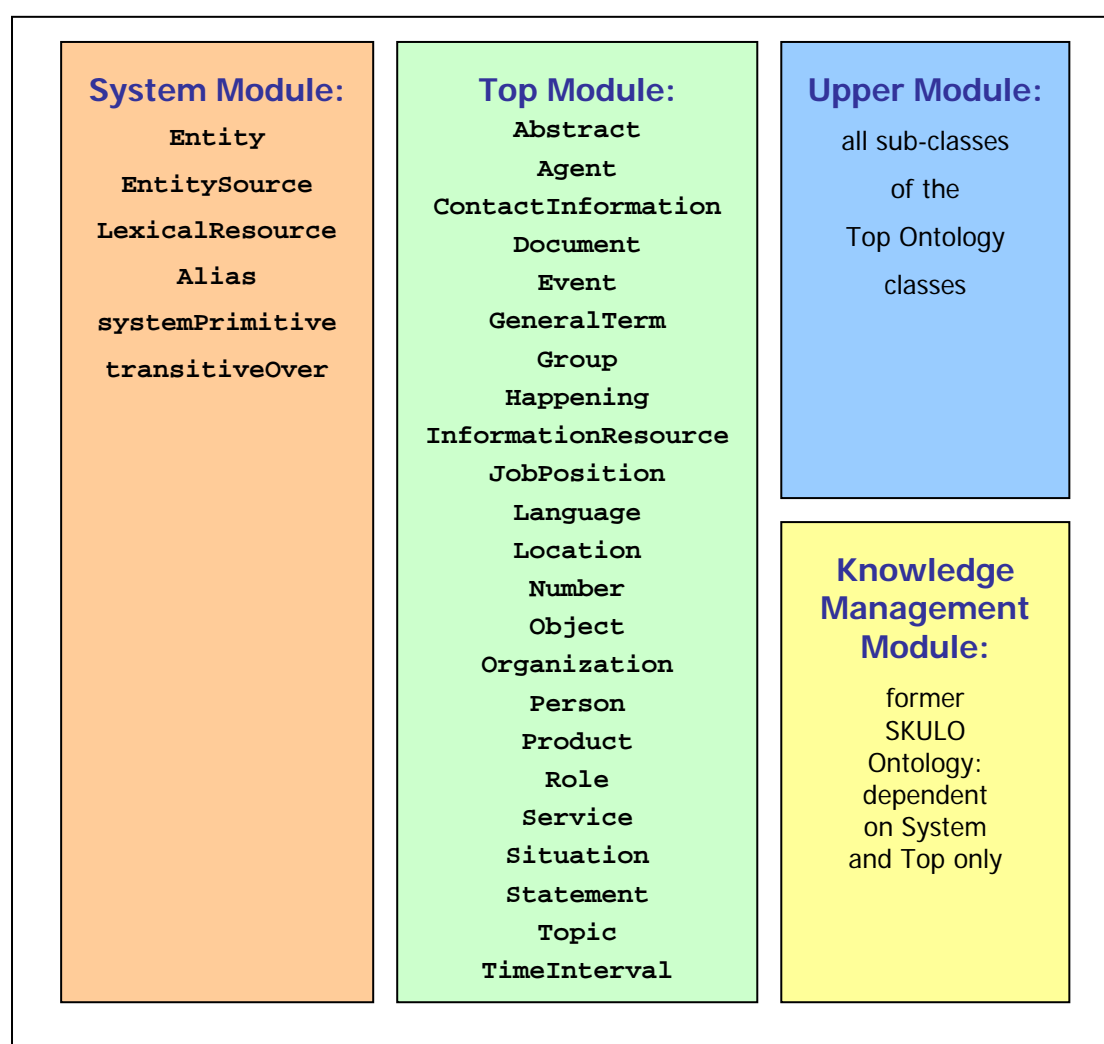 System Module:
Entity
EntitySource
LexicalResource
Alias
systemPrimitive
transitiveOver
Top Module:
Abstract
Agent
ContactInformation
Document
Event
GeneralTerm
Group
Happening
InformationResource
JobPosition
Language
Location
Number
Object
Organization
Person
Product
Role
Service
Situation
Statement
Topic
TimeInterval
Upper Module:
all sub-classes
of the
Top Ontology
classes
Knowledge
Management
Module:
former
SKULO
Ontology:
dependent
on System
and Top only